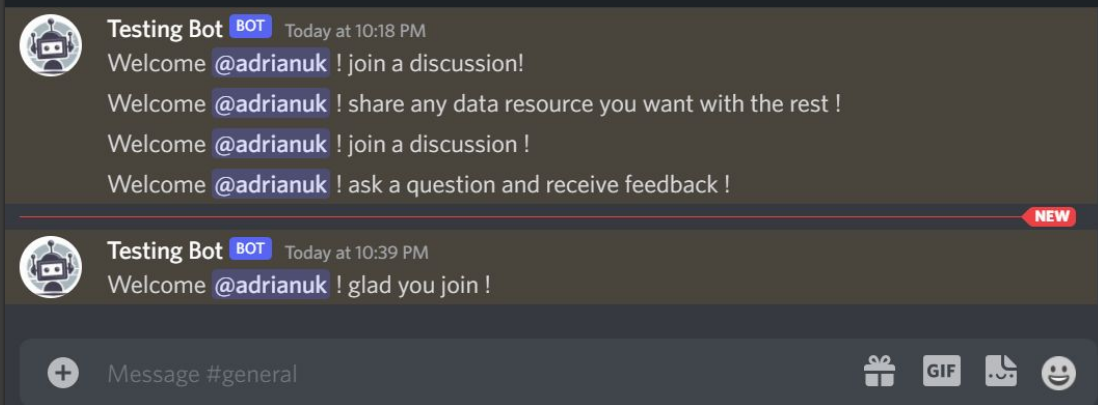 Testing Bot BOT Today at 10:18 PM
Welcome @adrianuk ! join a discussion!
Welcome @adrianuk ! share any data resource you want with the rest !
Welcome @adrianuk ! join a discussion !
Welcome @adrianuk ! ask a question and receive feedback !
NEW
Testing Bot BOT Today at 10:39 PM
Welcome @adrianuk ! glad you join !
Message #general GIF